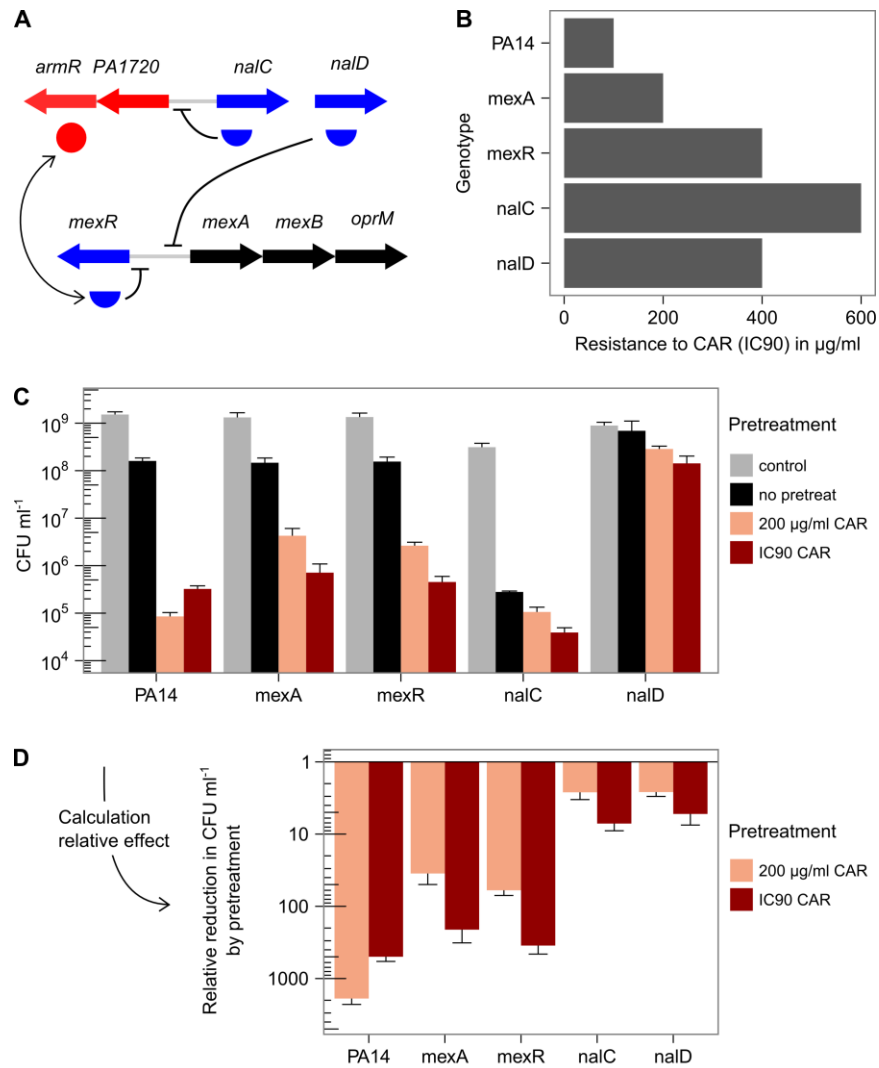 A
armR PA1720 nalC nalD
mexR mexA mexB oprM
B
Genotype
PA14
mexA
mexR
nalC
nalD
0 200 400 600
Resistance to CAR (IC90) in µg/ml
C
CFU ml⁻¹
10⁹
10⁸
10⁷
10⁶
10⁵
10⁴
PA14 mexA mexR nalC nalD
Pretreatment
control
no pretreat
200 µg/ml CAR
IC90 CAR
D
Calculation
relative effect
Relative reduction in CFU ml⁻¹
by pretreatment
1
10
100
1000
PA14 mexA mexR nalC nalD
Pretreatment
200 µg/ml CAR
IC90 CAR